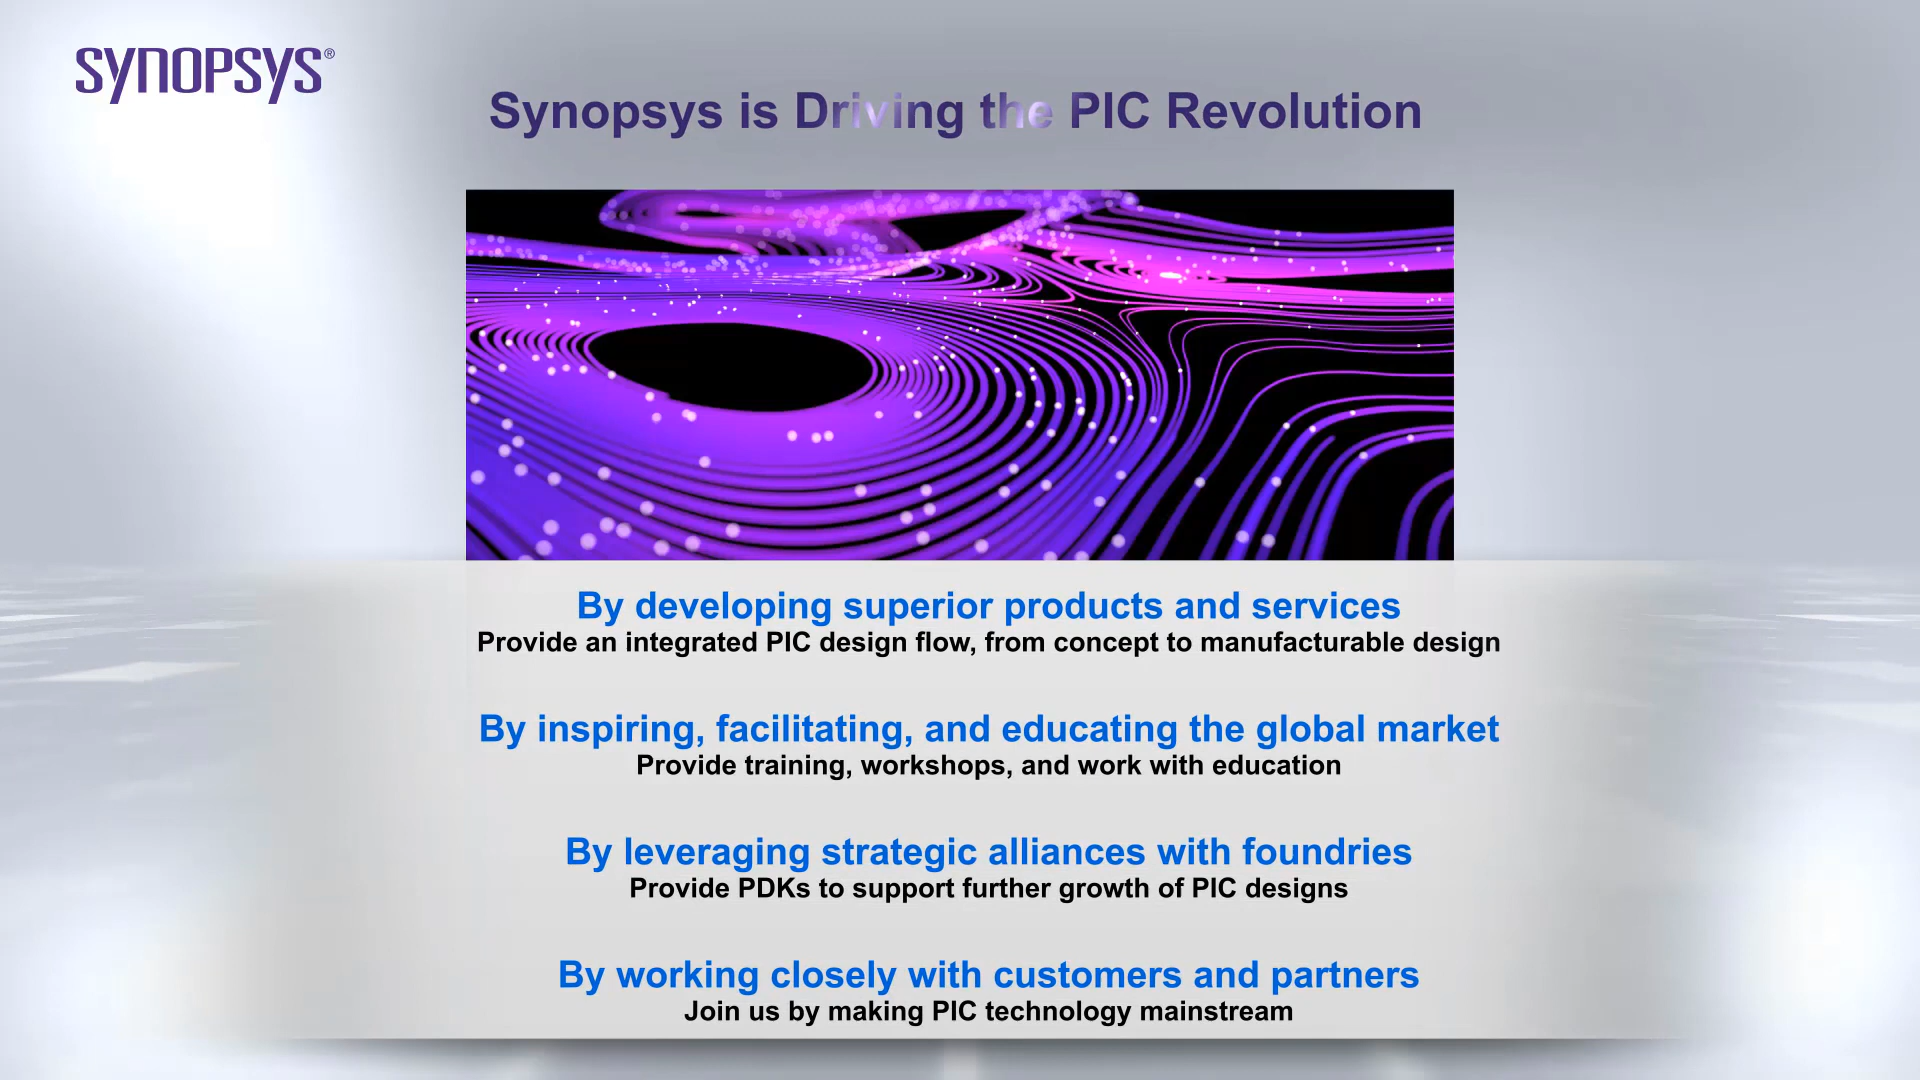 SYNOPSYS®
Synopsys is Driving the PIC Revolution
By developing superior products and services
Provide an integrated PIC design flow, from concept to manufacturable design
By inspiring, facilitating, and educating the global market
Provide training, workshops, and work with education
By leveraging strategic alliances with foundries
Provide PDKs to support further growth of PIC designs
By working closely with customers and partners
Join us by making PIC technology mainstream